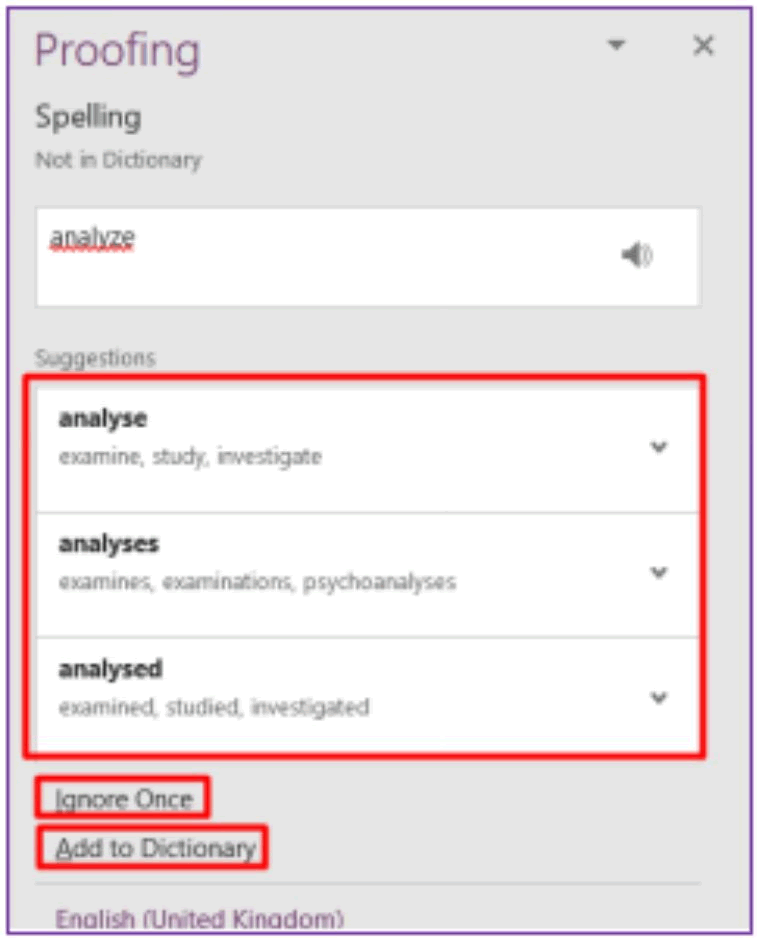 Proofing
Spelling
Not in Dictionary
analyze
Suggestions
analyse
examine, study, investigate
analyses
examines, examinations, psychoanalyses
analysed
examined, studied, investigated
Ignore Once
Add to Dictionary
English (United Kingdom)